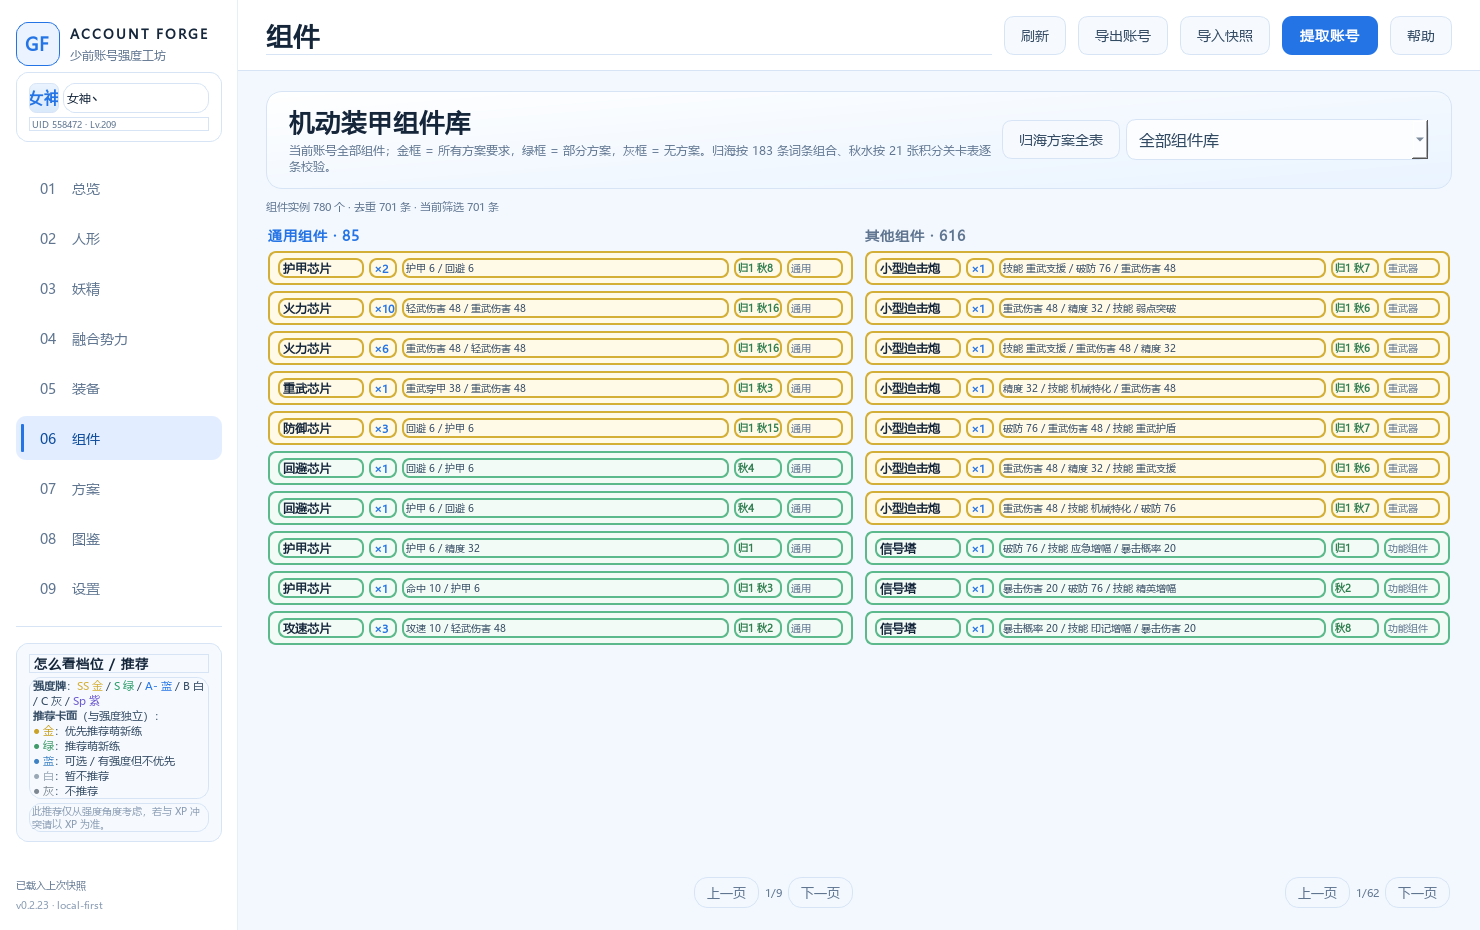 GF
ACCOUNT FORGE
少前账号强度工坊
女神
女神丶
UID 558472 · Lv.209
01 总览
02 人形
03 妖精
04 融合势力
05 装备
06 组件
07 方案
08 图鉴
09 设置
怎么看档位 / 推荐
强度牌：SS 金 / S 绿 / A- 蓝 / B 白
/ C 灰 / Sp 紫
推荐卡面（与强度独立）：
● 金：优先推荐萌新练
● 绿：推荐萌新练
● 蓝：可选 / 有强度但不优先
● 白：暂不推荐
● 灰：不推荐
此推荐仅从强度角度考虑，若与 XP 冲
突请以 XP 为准。
已载入上次快照
v0.2.23 · local-first
组件
刷新
导出账号
导入快照
提取账号
帮助
机动装甲组件库
当前账号全部组件；金框 = 所有方案要求，绿框 = 部分方案，灰框 = 无方案。归海按 183 条词条组合、秋水按 21 张积分关卡表逐
条校验。
归海方案全表
全部组件库
组件实例 780 个 · 去重 701 条 · 当前筛选 701 条
通用组件 · 85
护甲芯片 ×2 护甲 6 / 回避 6 归1 秋8 通用
火力芯片 ×10 轻武伤害 48 / 重武伤害 48 归1 秋16 通用
火力芯片 ×6 重武伤害 48 / 轻武伤害 48 归1 秋16 通用
重武芯片 ×1 重武穿甲 38 / 重武伤害 48 归1 秋3 通用
防御芯片 ×3 回避 6 / 护甲 6 归1 秋15 通用
回避芯片 ×1 回避 6 / 护甲 6 秋4 通用
回避芯片 ×1 护甲 6 / 回避 6 秋4 通用
护甲芯片 ×1 护甲 6 / 精度 32 归1 通用
护甲芯片 ×1 命中 10 / 护甲 6 归1 秋3 通用
攻速芯片 ×3 攻速 10 / 轻武伤害 48 归1 秋2 通用
上一页 1/9 下一页
其他组件 · 616
小型迫击炮 ×1 技能 重武支援 / 破防 76 / 重武伤害 48 归1 秋7 重武器
小型迫击炮 ×1 重武伤害 48 / 精度 32 / 技能 弱点突破 归1 秋6 重武器
小型迫击炮 ×1 技能 重武支援 / 重武伤害 48 / 精度 32 归1 秋6 重武器
小型迫击炮 ×1 精度 32 / 技能 机械特化 / 重武伤害 48 归1 秋6 重武器
小型迫击炮 ×1 破防 76 / 重武伤害 48 / 技能 重武护盾 归1 秋7 重武器
小型迫击炮 ×1 重武伤害 48 / 精度 32 / 技能 重武支援 归1 秋6 重武器
小型迫击炮 ×1 重武伤害 48 / 技能 机械特化 / 破防 76 归1 秋7 重武器
信号塔 ×1 破防 76 / 技能 应急增幅 / 暴击概率 20 归1 功能组件
信号塔 ×1 暴击伤害 20 / 破防 76 / 技能 精英增幅 秋2 功能组件
信号塔 ×1 暴击概率 20 / 技能 印记增幅 / 暴击伤害 20 秋8 功能组件
上一页 1/62 下一页